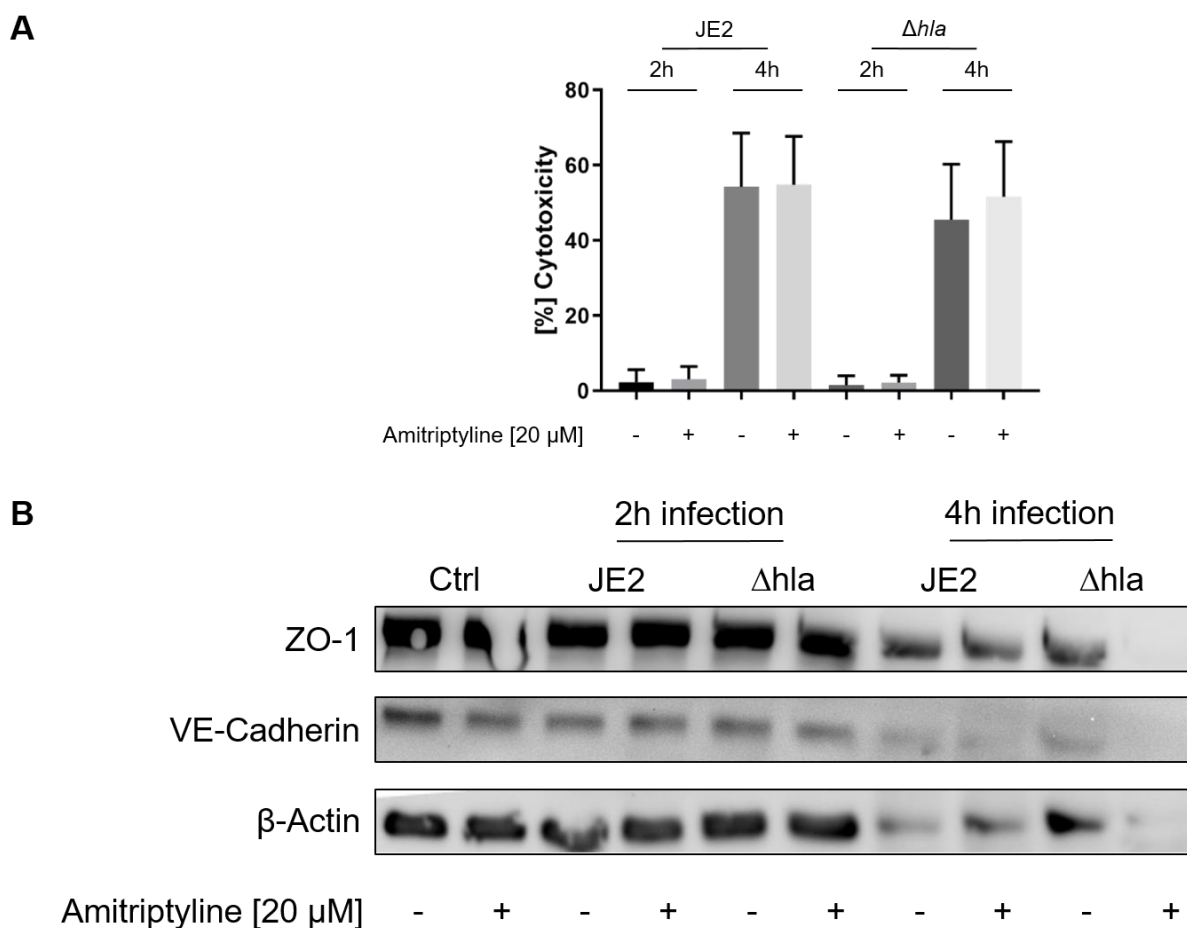 A
JE2 Δhla
2h 4h 2h 4h
80
60
40
20
0
[%] Cytotoxicity
Amitriptyline [20 µM] - + - + - + - +
B
2h infection 4h infection
Ctrl JE2 Δhla JE2 Δhla
ZO-1
VE-Cadherin
β-Actin
Amitriptyline [20 µM] - + - + - + - + - +